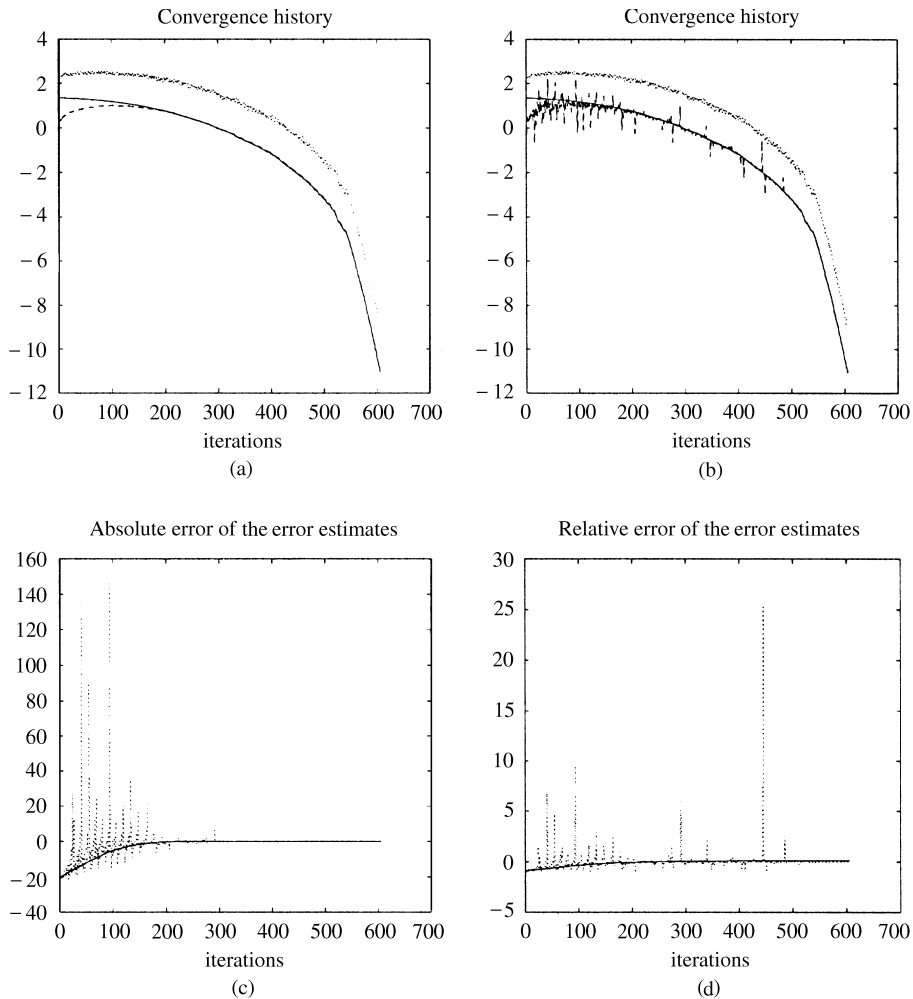 Convergence history
4
2
0
− 2
− 4
− 6
− 8
− 10
− 12
0 100 200 300 400 500 600 700
iterations
(a)
Convergence history
4
2
0
− 2
− 4
− 6
− 8
− 10
− 12
0 100 200 300 400 500 600 700
iterations
(b)
Absolute error of the error estimates
160
140
120
100
80
60
40
20
0
− 20
− 40
0 100 200 300 400 500 600 700
iterations
(c)
Relative error of the error estimates
30
25
20
15
10
5
0
− 5
0 100 200 300 400 500 600 700
iterations
(d)